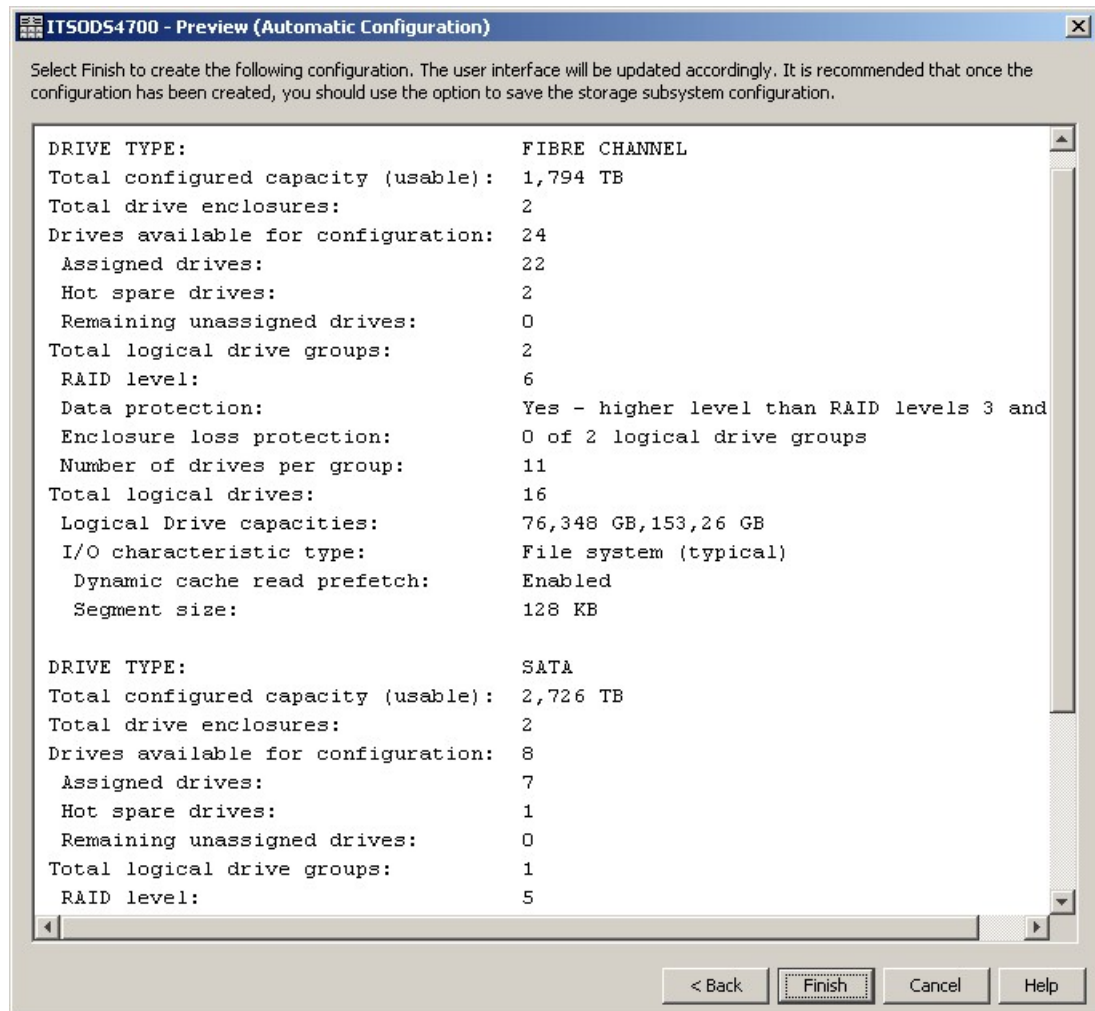 ITSODS4700 - Preview (Automatic Configuration)
Select Finish to create the following configuration. The user interface will be updated accordingly. It is recommended that once the
configuration has been created, you should use the option to save the storage subsystem configuration.
DRIVE TYPE: FIBRE CHANNEL
Total configured capacity (usable): 1,794 TB
Total drive enclosures: 2
Drives available for configuration: 24
Assigned drives: 22
Hot spare drives: 2
Remaining unassigned drives: 0
Total logical drive groups: 2
RAID level: 6
Data protection: Yes - higher level than RAID levels 3 and
Enclosure loss protection: 0 of 2 logical drive groups
Number of drives per group: 11
Total logical drives: 16
Logical Drive capacities: 76,348 GB,153,26 GB
I/O characteristic type: File system (typical)
Dynamic cache read prefetch: Enabled
Segment size: 128 KB
DRIVE TYPE: SATA
Total configured capacity (usable): 2,726 TB
Total drive enclosures: 2
Drives available for configuration: 8
Assigned drives: 7
Hot spare drives: 1
Remaining unassigned drives: 0
Total logical drive groups: 1
RAID level: 5
< Back Finish Cancel Help